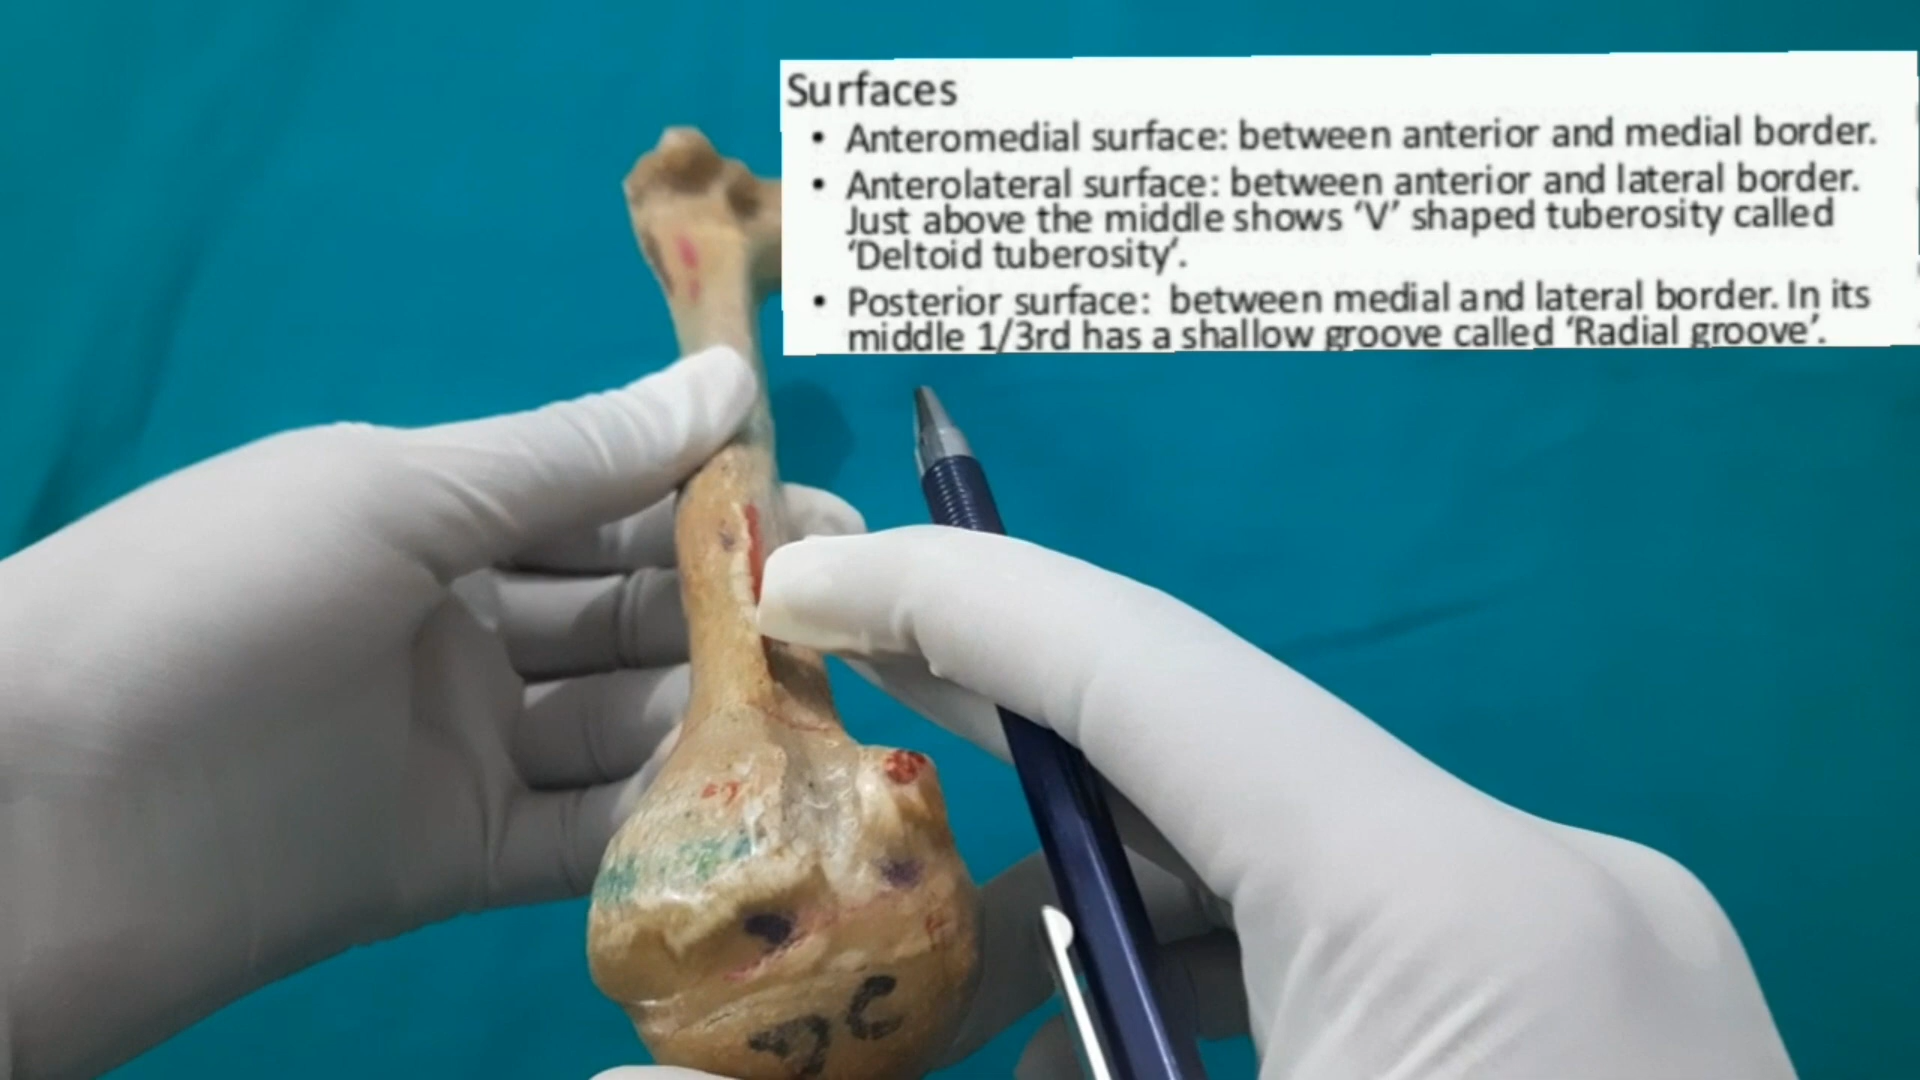 Surfaces
• Anteromedial surface: between anterior and medial border.
• Anterolateral surface: between anterior and lateral border.
Just above the middle shows ‘V’ shaped tuberosity called
‘Deltoid tuberosity’.
• Posterior surface: between medial and lateral border. In its
middle 1/3rd has a shallow groove called ‘Radial groove’.